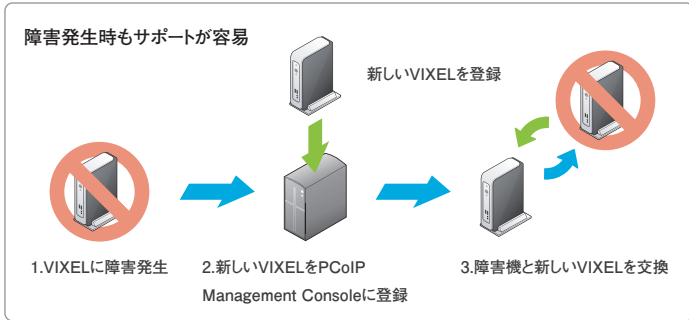 障害発生時もサポートが容易
新しいVIXELを登録
1.VIXELに障害発生
2.新しいVIXELをPCoIP
Management Consoleに登録
3.障害機と新しいVIXELを交換